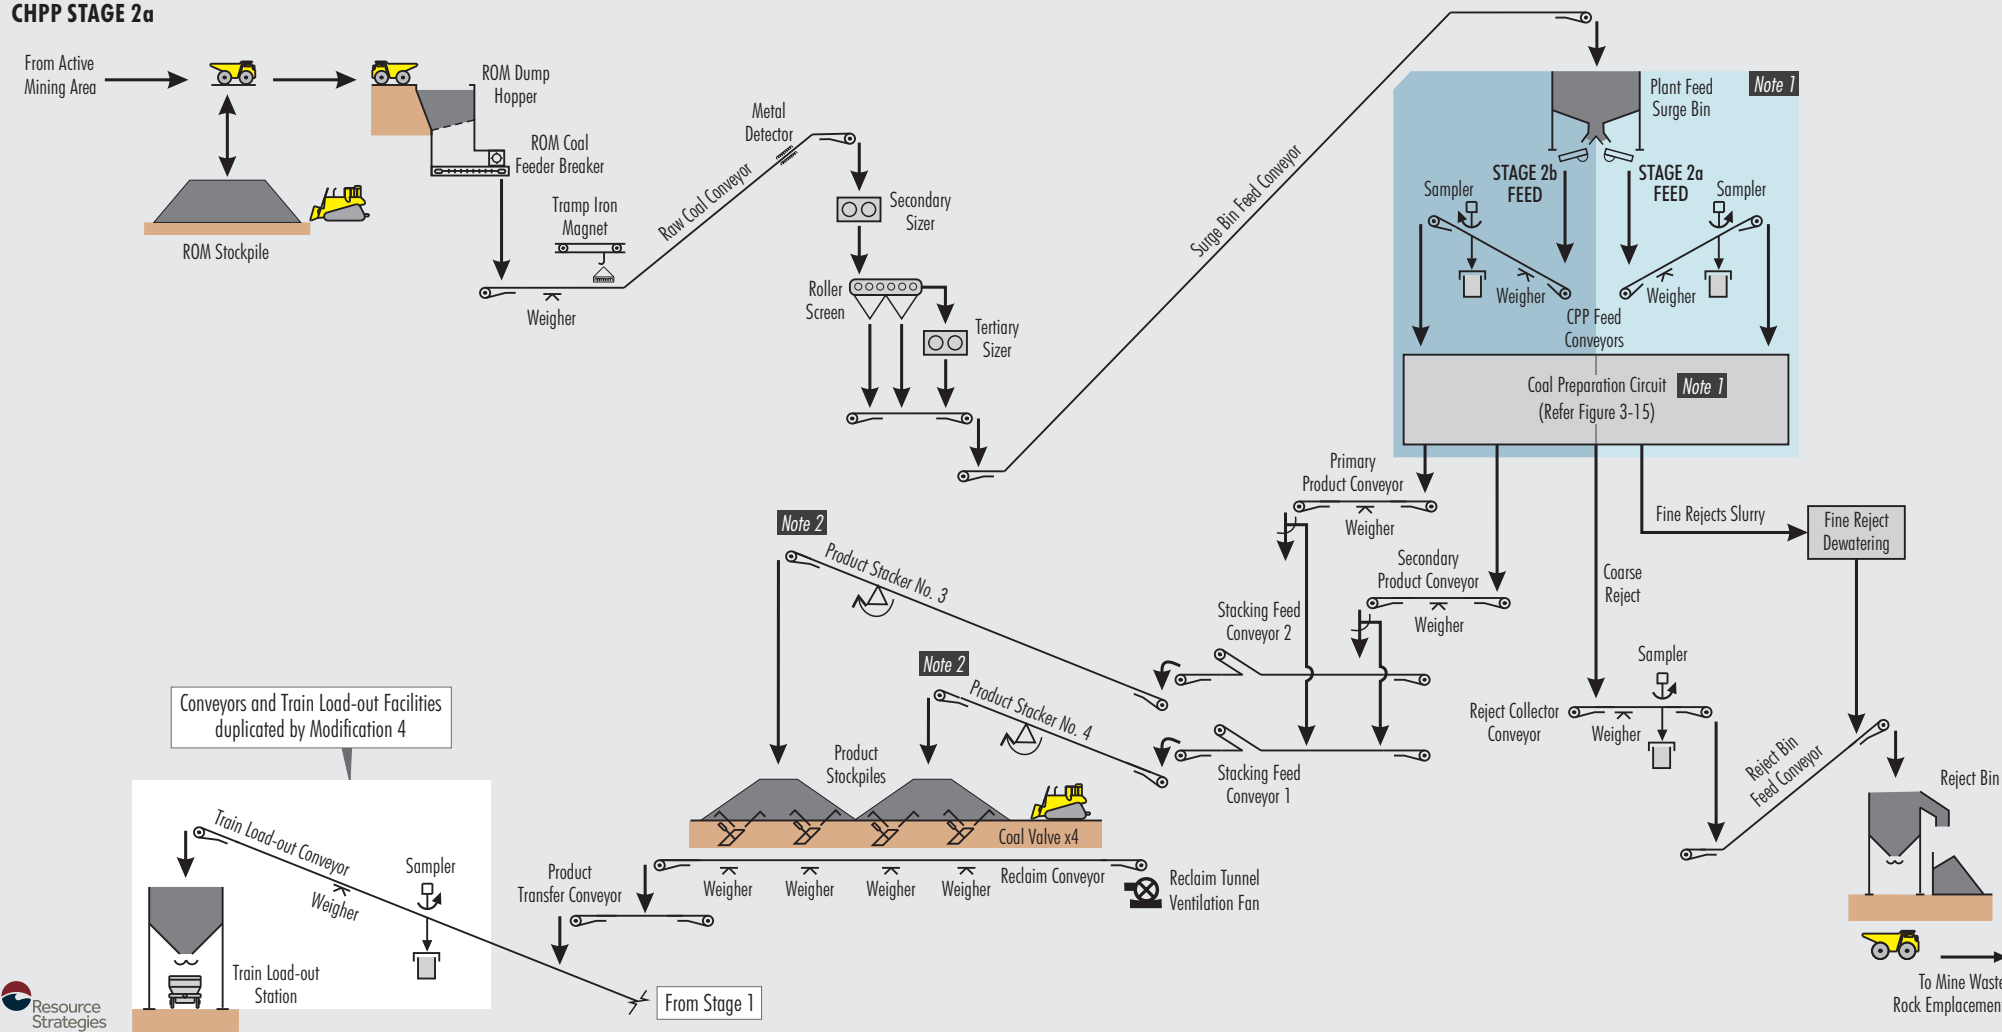 CHPP STAGE 2a
From Active
Mining Area
ROM Stockpile
ROM Dump
Hopper
ROM Coal
Feeder Breaker
Tramp Iron
Magnet
Weigher
Raw Coal Conveyor
Metal
Detector
Secondary
Sizer
Roller
Screen
Tertiary
Sizer
Surge Bin Feed Conveyor
Plant Feed
Surge Bin
Note 1
STAGE 2b
FEED
STAGE 2a
FEED
Sampler
Sampler
Weigher
Weigher
CPP Feed
Conveyors
Coal Preparation Circuit
Note 1
(Refer Figure 3-15)
Primary
Product Conveyor
Weigher
Secondary
Product Conveyor
Weigher
Fine Rejects Slurry
Fine Reject
Dewatering
Coarse
Reject
Note 2
Product Stacker No. 3
Stacking Feed
Conveyor 2
Note 2
Product Stacker No. 4
Stacking Feed
Conveyor 1
Sampler
Reject Collector
Conveyor
Weigher
Reject Bin
Feed Conveyor
Reject Bin
Conveyors and Train Load-out Facilities
duplicated by Modification 4
Product
Stockpiles
Coal Valve x4
Train Load-out Conveyor
Weigher
Sampler
Product
Transfer Conveyor
Weigher
Weigher
Weigher
Weigher
Reclaim Conveyor
Reclaim Tunnel
Ventilation Fan
Train Load-out
Station
From Stage 1
To Mine Waste
Rock Emplacemen
Resource
Strategies